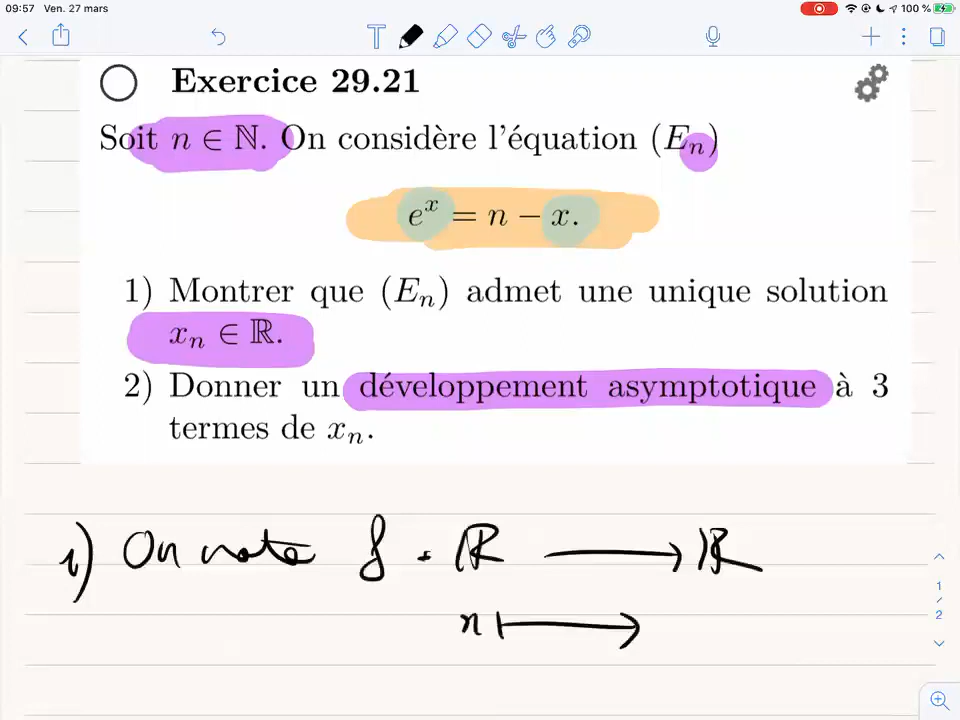 09:57 Ven. 27 mars 100 %
Exercice 29.21
Soit n ∈ ℕ. On considère l'équation (Eₙ)
eˣ = n − x.
1) Montrer que (Eₙ) admet une unique solution
xₙ ∈ ℝ.
2) Donner un développement asymptotique à 3
termes de xₙ.
1) On note f : ℝ ⟶ ℝ
x ⟼
1
/
2